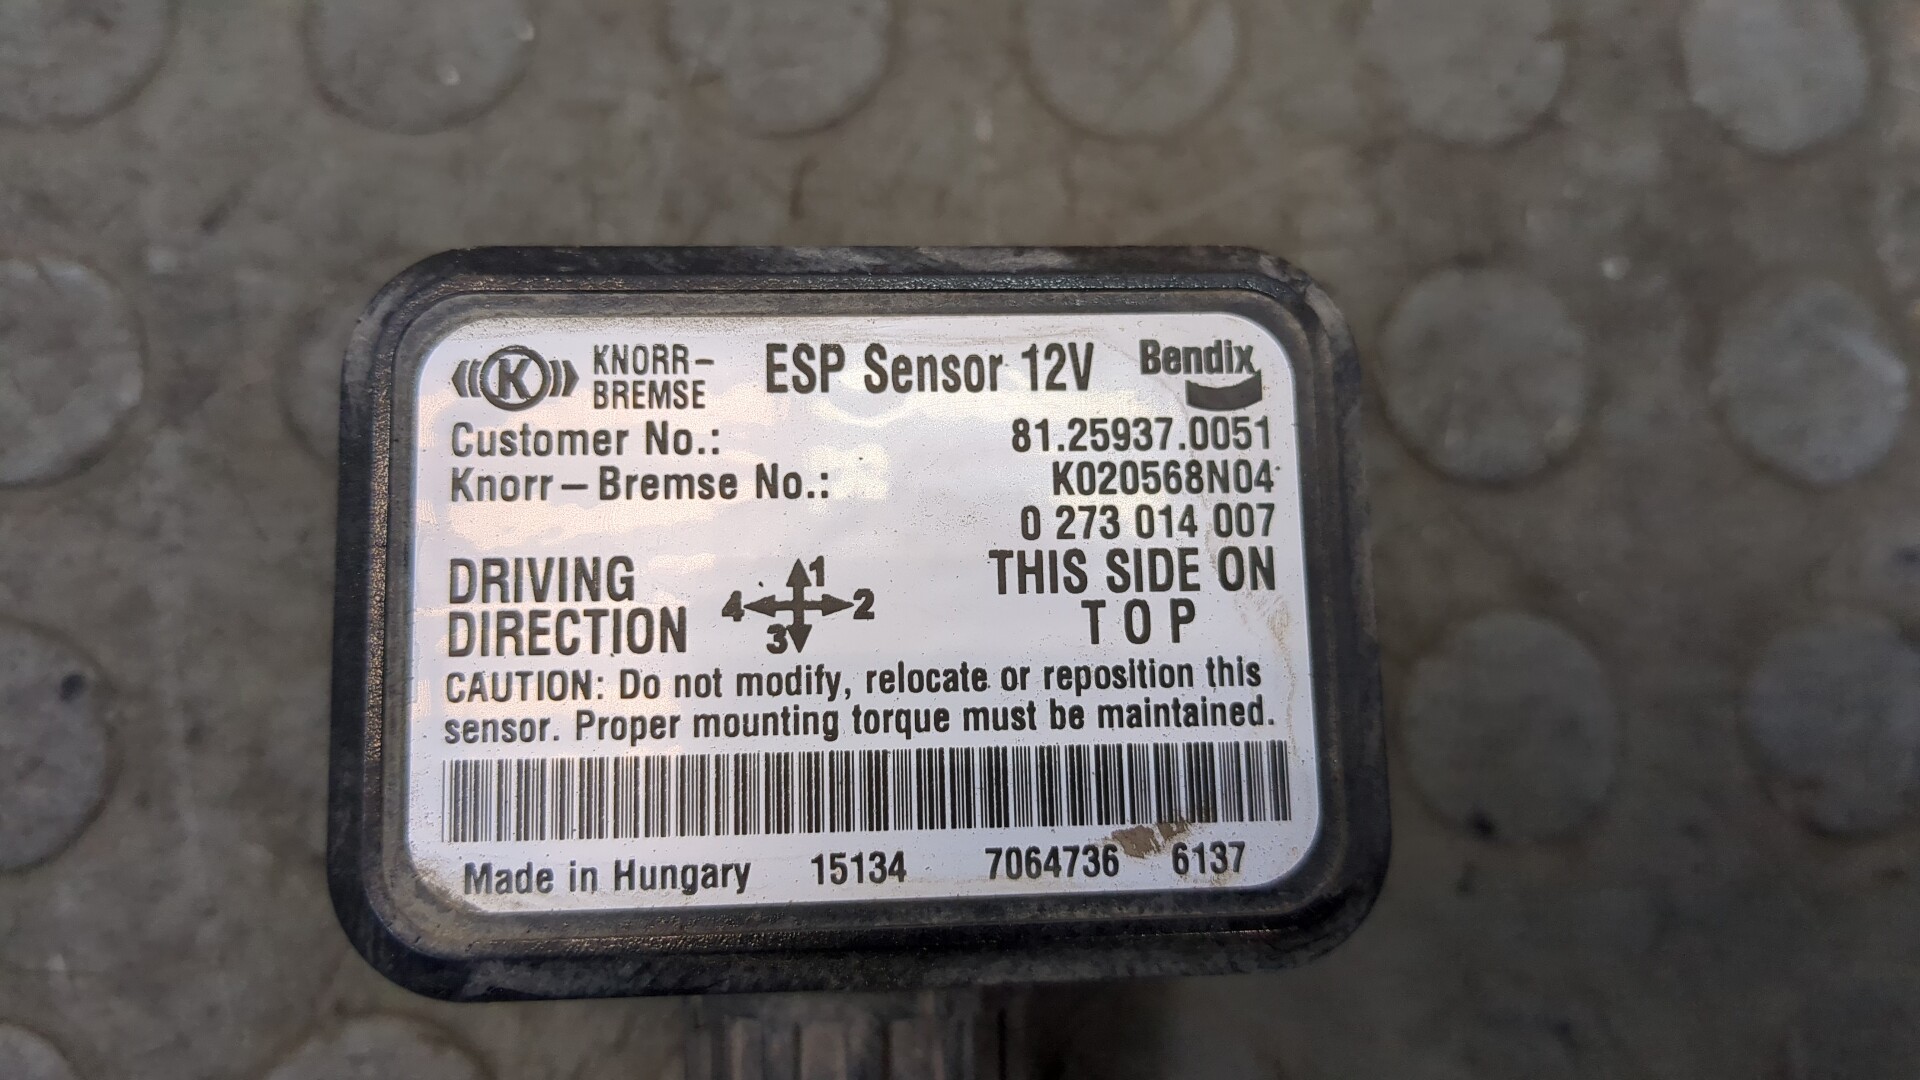 K KNORR-BREMSE ESP Sensor 12V Bendix
Customer No.: 81.25937.0051
Knorr-Bremse No.: K020568N04
0 273 014 007
DRIVING DIRECTION 1 2 3 4
THIS SIDE ON TOP
CAUTION: Do not modify, relocate or reposition this
sensor. Proper mounting torque must be maintained.
Made in Hungary 15134 7064736 6137